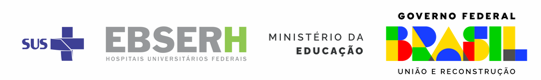 SUS
EBSERH
HOSPITAIS UNIVERSITÁRIOS FEDERAIS
MINISTÉRIO DA
EDUCAÇÃO
GOVERNO FEDERAL
BRASIL
UNIÃO E RECONSTRUÇÃO